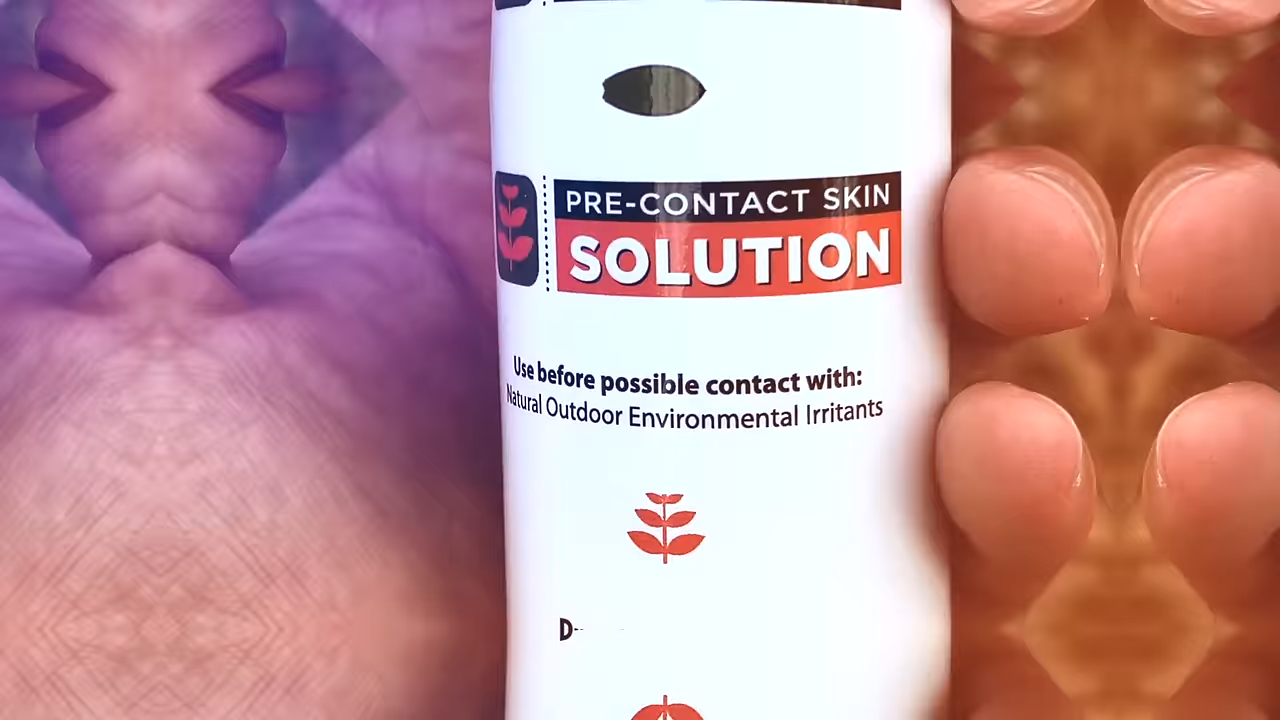 PRE-CONTACT SKIN
SOLUTION
Use before possible contact with:
Natural Outdoor Environmental Irritants